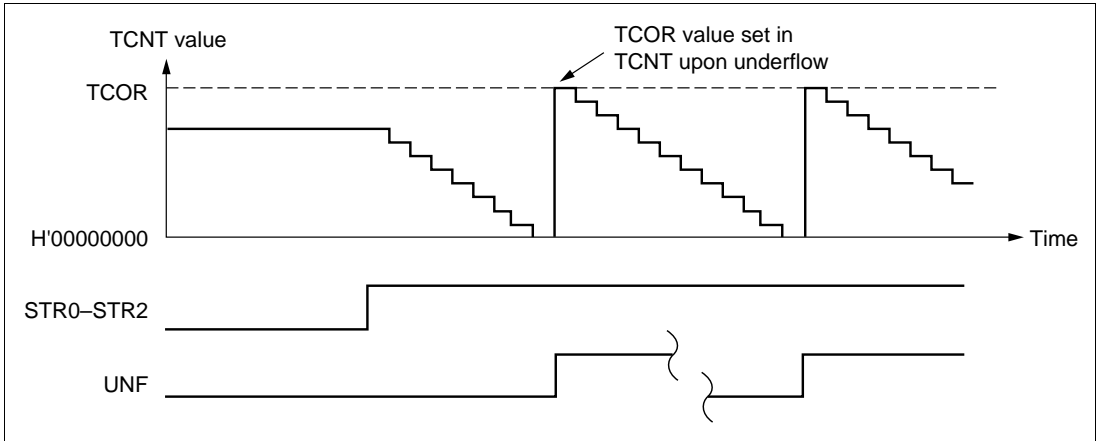 TCNT value
TCOR value set in
TCNT upon underflow
TCOR
H'00000000
Time
STR0–STR2
UNF